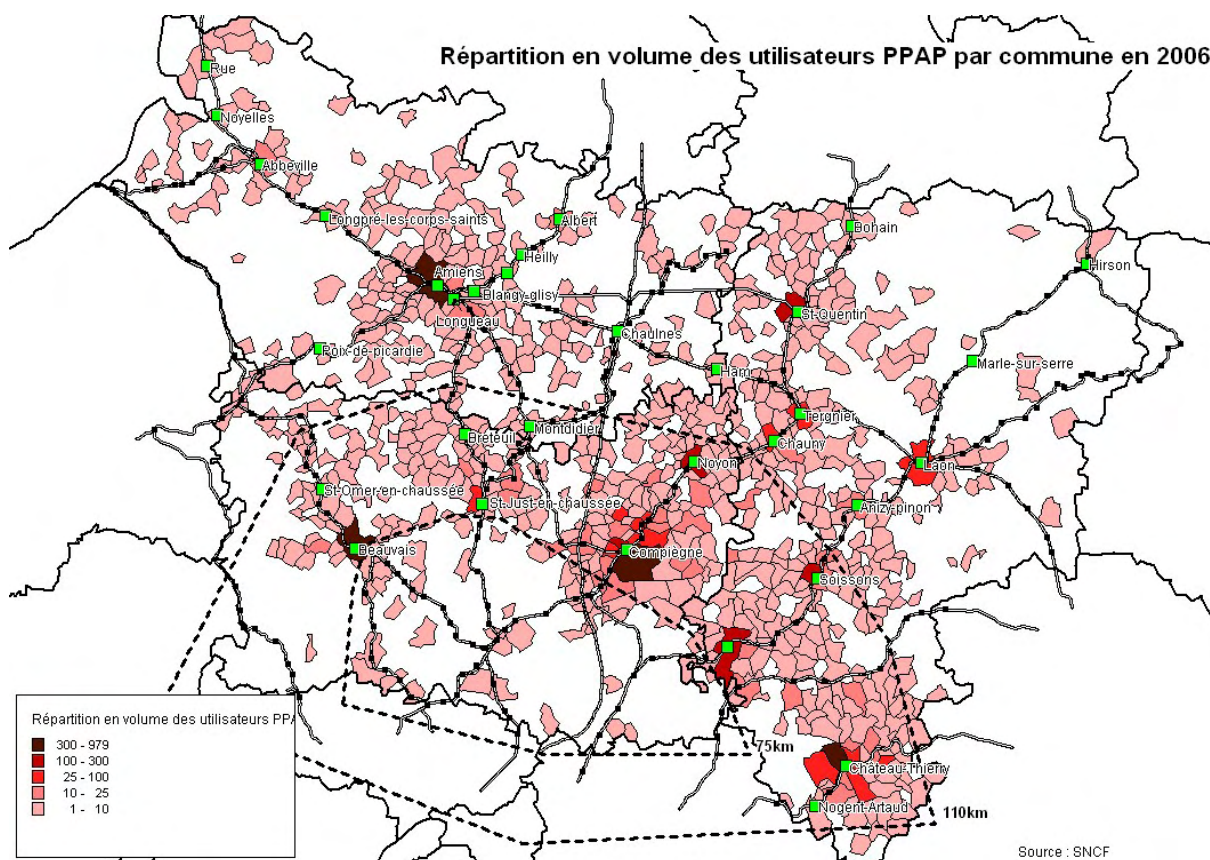 Répartition en volume des utilisateurs PPAP par commune en 2006
Rue
Noyelles
Abbeville
Longpré-les-corps-saints
Albert
Bohain
Heilly
Hirson
Amiens
Blangy-glisy
Longueau
St-Quentin
Chaulnes
Poix-de-picardie
Ham
Marle-sur-serre
Tergnier
Montdidier
Breteuil
Chauny
Noyon
Laon
St-Omer-en-chaussée
St-Just-en-chaussée
Anizy-pinon
Beauvais
Compiègne
Soissons
75km
Château-Thierry
Nogent-Artaud
110km
Répartition en volume des utilisateurs PPA
300 - 979
100 - 300
25 - 100
10 - 25
1 - 10
Source : SNCF